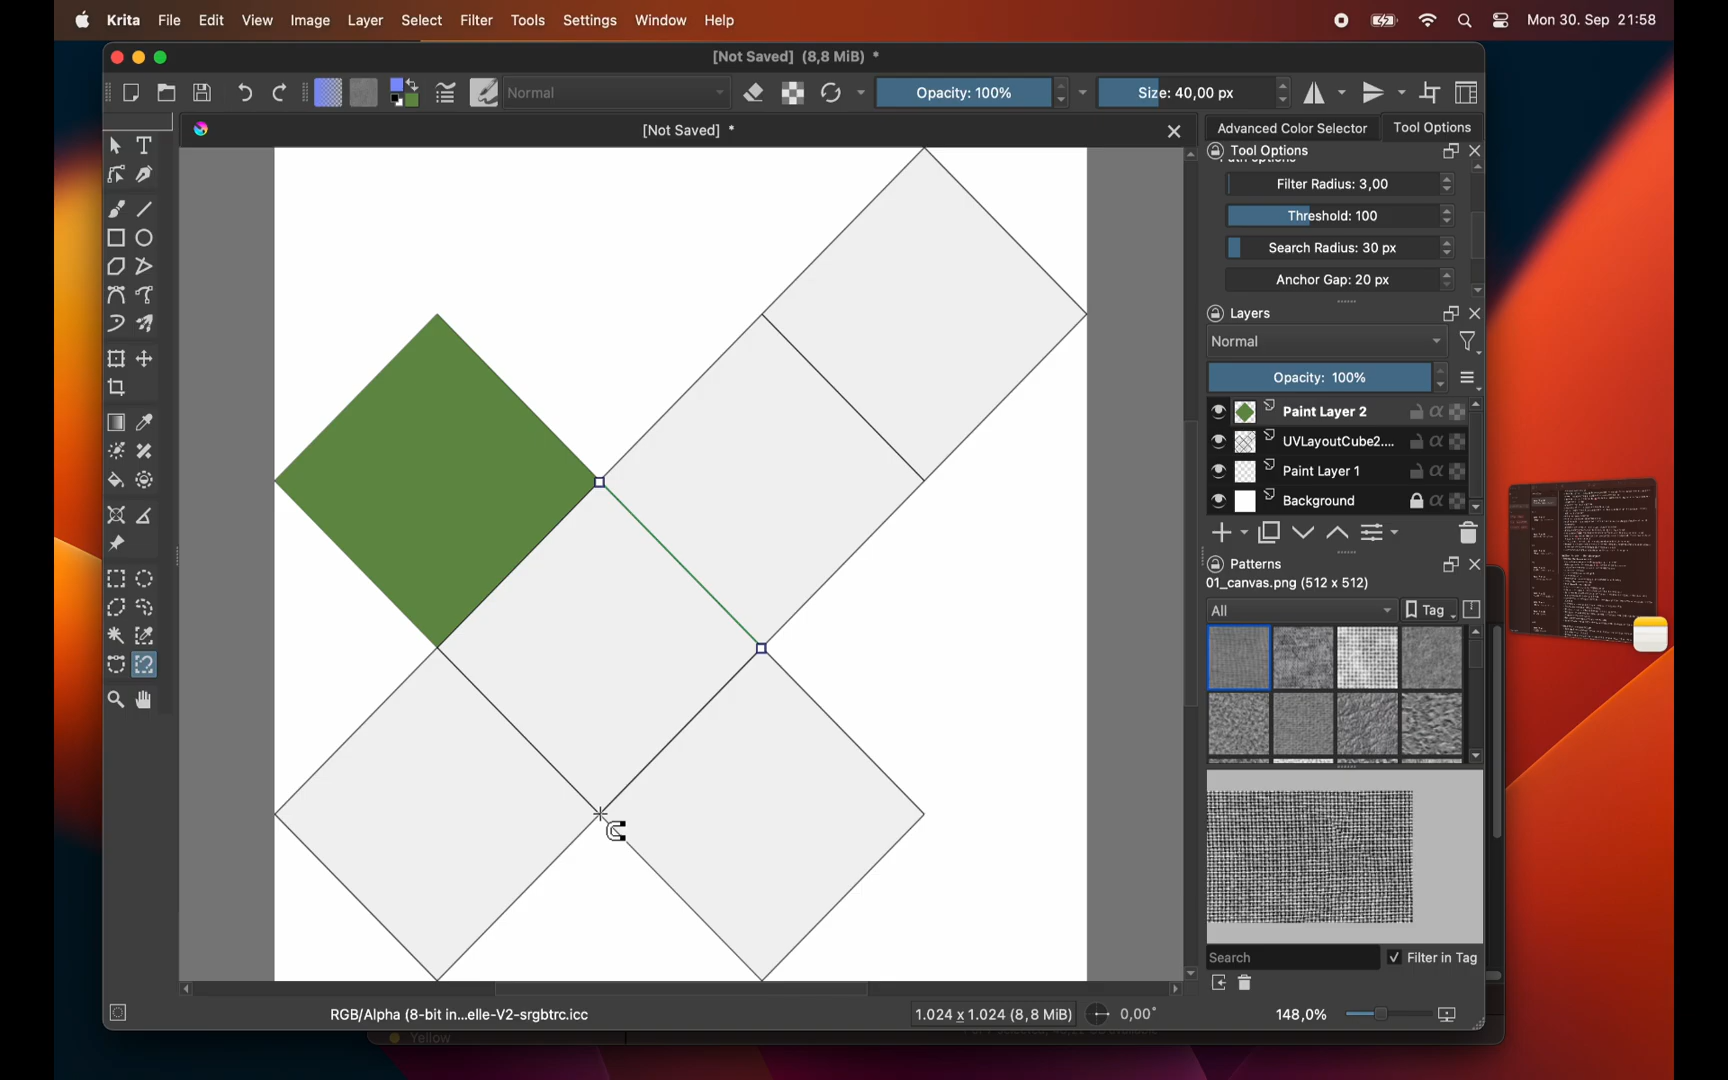 Krita File Edit View Image Layer Select Filter Tools Settings Window Help
Mon 30. Sep 21:58
[Not Saved] (8,8 MiB) *
Normal
Opacity: 100%
Size: 40,00 px
[Not Saved] *
Advanced Color Selector
Tool Options
Tool Options
Filter Radius: 3,00
Threshold: 100
Search Radius: 30 px
Anchor Gap: 20 px
Layers
Normal
Opacity: 100%
Paint Layer 2
UVLayoutCube2....
Paint Layer 1
Background
Patterns
01_canvas.png (512 x 512)
All
Tag
Search
Filter in Tag
RGB/Alpha (8-bit in...elle-V2-srgbtrc.icc
1.024 x 1.024 (8,8 MiB)
0,00°
148,0%
Yellow